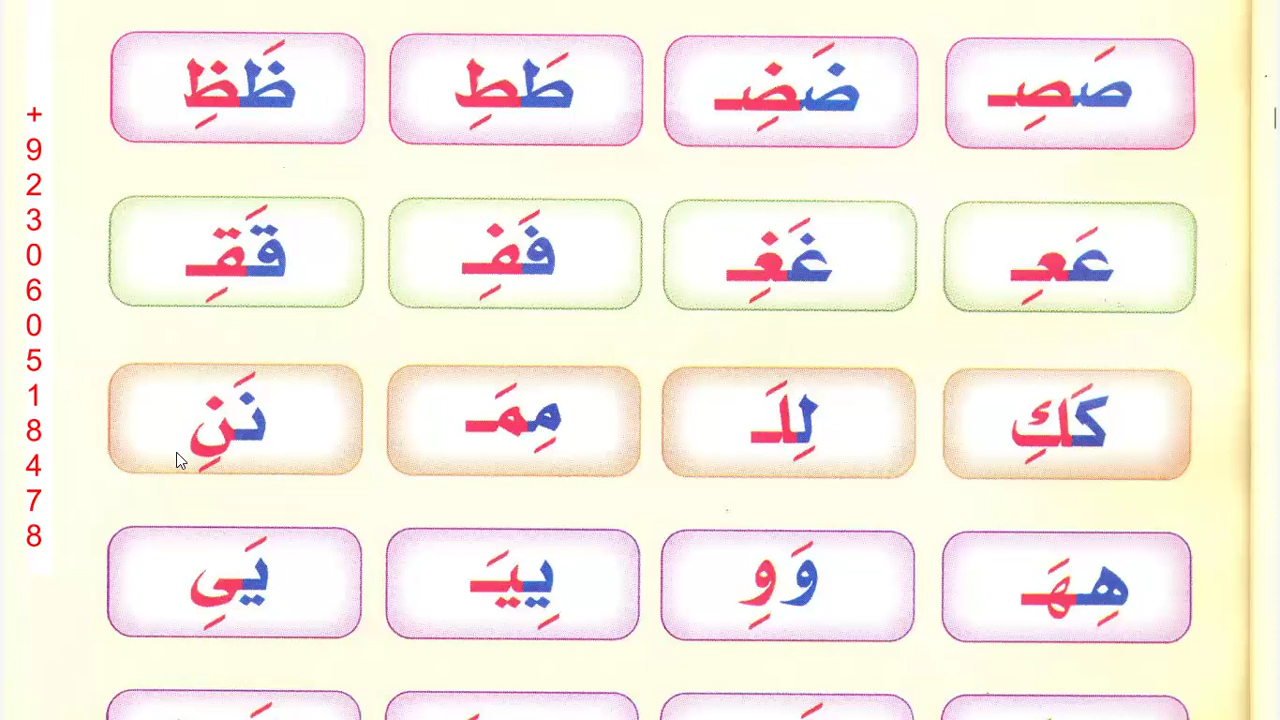 صَصِـ ضَضِـ طَطِ ظَظِ
عَعِـ غَغِـ فَفِـ قَقِـ
كَكِ لِلَـ مِمَـ نَنِ
هِهَـ وَوِ يِيَـ يَىِ
+923060518478